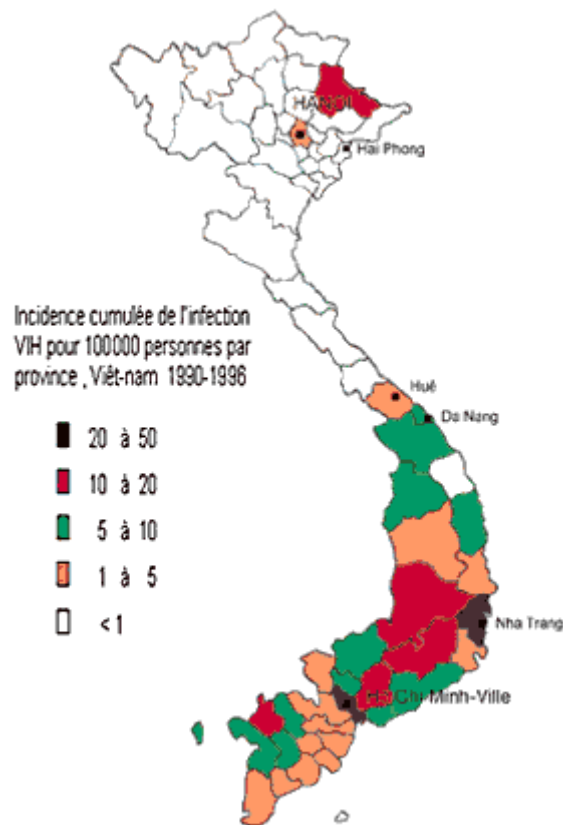 HANOI
Hai Phong
Incidence cumulée de l'infection
VIH pour 100000 personnes par
province , Viêt-nam 1990-1996
Huê
Da Nang
20 à 50
10 à 20
5 à 10
1 à 5
< 1
Nha Trang
Hô Chi-Minh-Ville